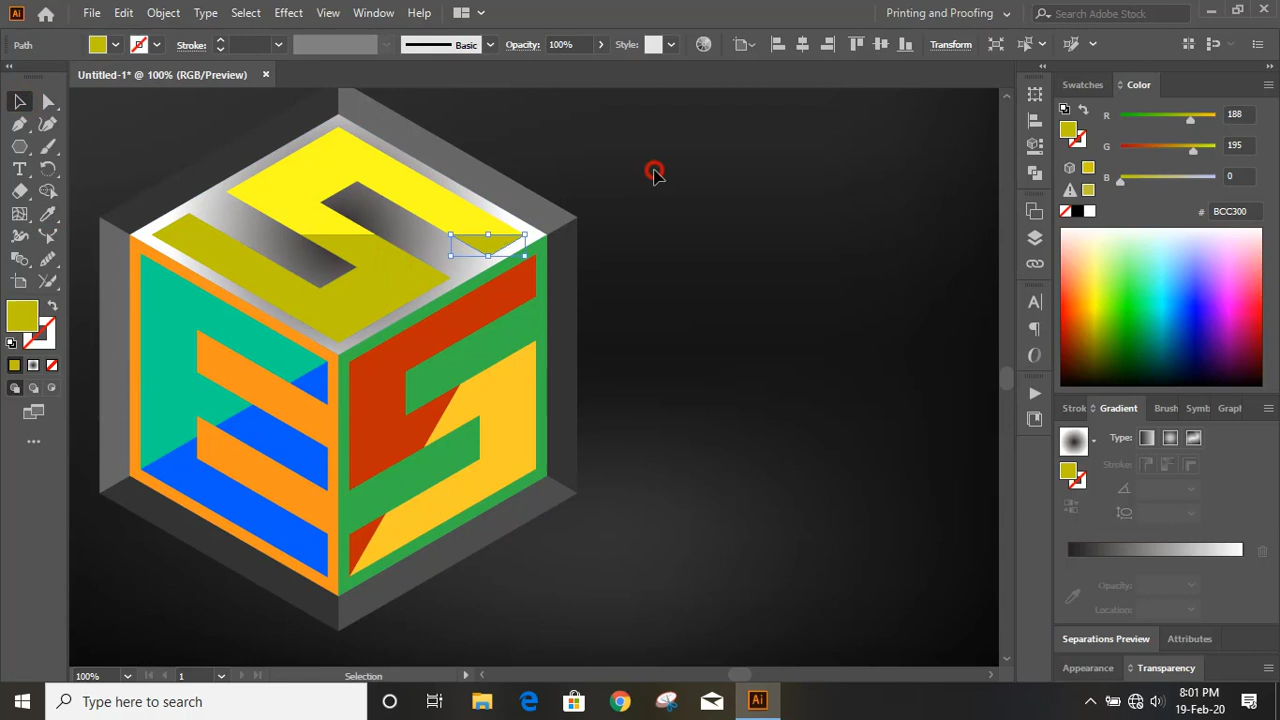 Ai File Edit Object Type Select Effect View Window Help Printing and Proofing Search Adobe Stock
Path Stroke: Basic Opacity: 100% Style: Transform
Untitled-1* @ 100% (RGB/Preview) ×
Swatches Color
R 188
G 195
B 0
# BCC300
Strok Gradient Brush Symb Grapl
Type:
Stroke:
Opacity:
Location:
Separations Preview Attributes
Appearance Transparency
100% 1 Selection
Type here to search
Ai
8:01 PM
19-Feb-20